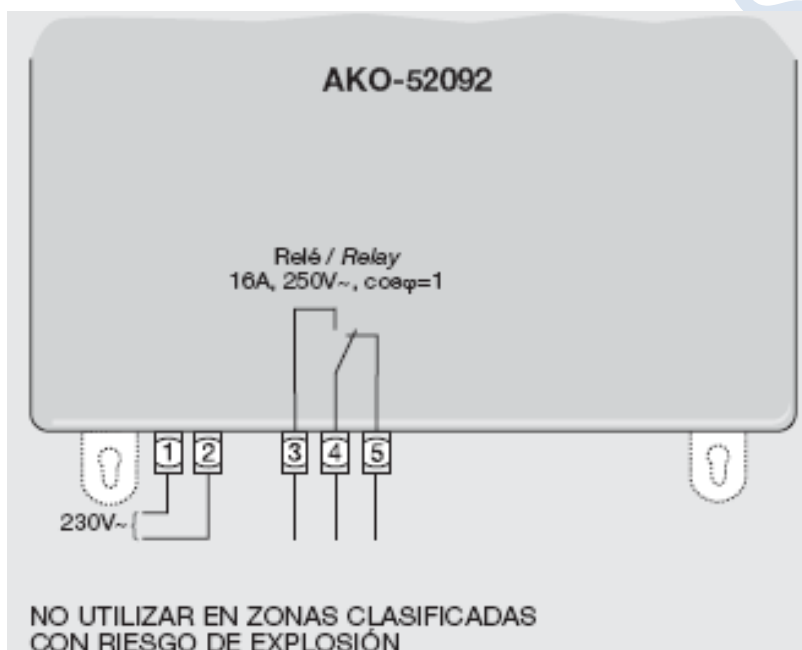 AKO-52092
Relé / Relay
16A, 250V~, cosφ=1
1 2 3 4 5
230V~
NO UTILIZAR EN ZONAS CLASIFICADAS
CON RIESGO DE EXPLOSIÓN